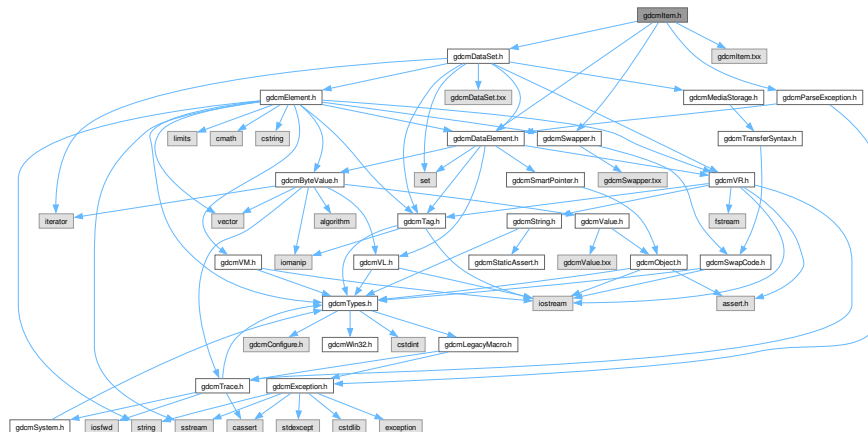 gdcmItem.h
gdcmDataSet.h
gdcmItem.txx
gdcmElement.h
gdcmDataSet.txx
gdcmMediaStorage.h
gdcmParseException.h
limits
cmath
cstring
gdcmDataElement.h
gdcmSwapper.h
gdcmTransferSyntax.h
gdcmByteValue.h
set
gdcmSmartPointer.h
gdcmSwapper.txx
gdcmVR.h
iterator
vector
algorithm
gdcmTag.h
gdcmString.h
gdcmValue.h
fstream
gdcmVM.h
iomanip
gdcmVL.h
gdcmStaticAssert.h
gdcmValue.txx
gdcmObject.h
gdcmSwapCode.h
gdcmTypes.h
iostream
assert.h
gdcmConfigure.h
gdcmWin32.h
cstdint
gdcmLegacyMacro.h
gdcmTrace.h
gdcmException.h
gdcmSystem.h
iosfwd
string
sstream
cassert
stdexcept
cstdlib
exception